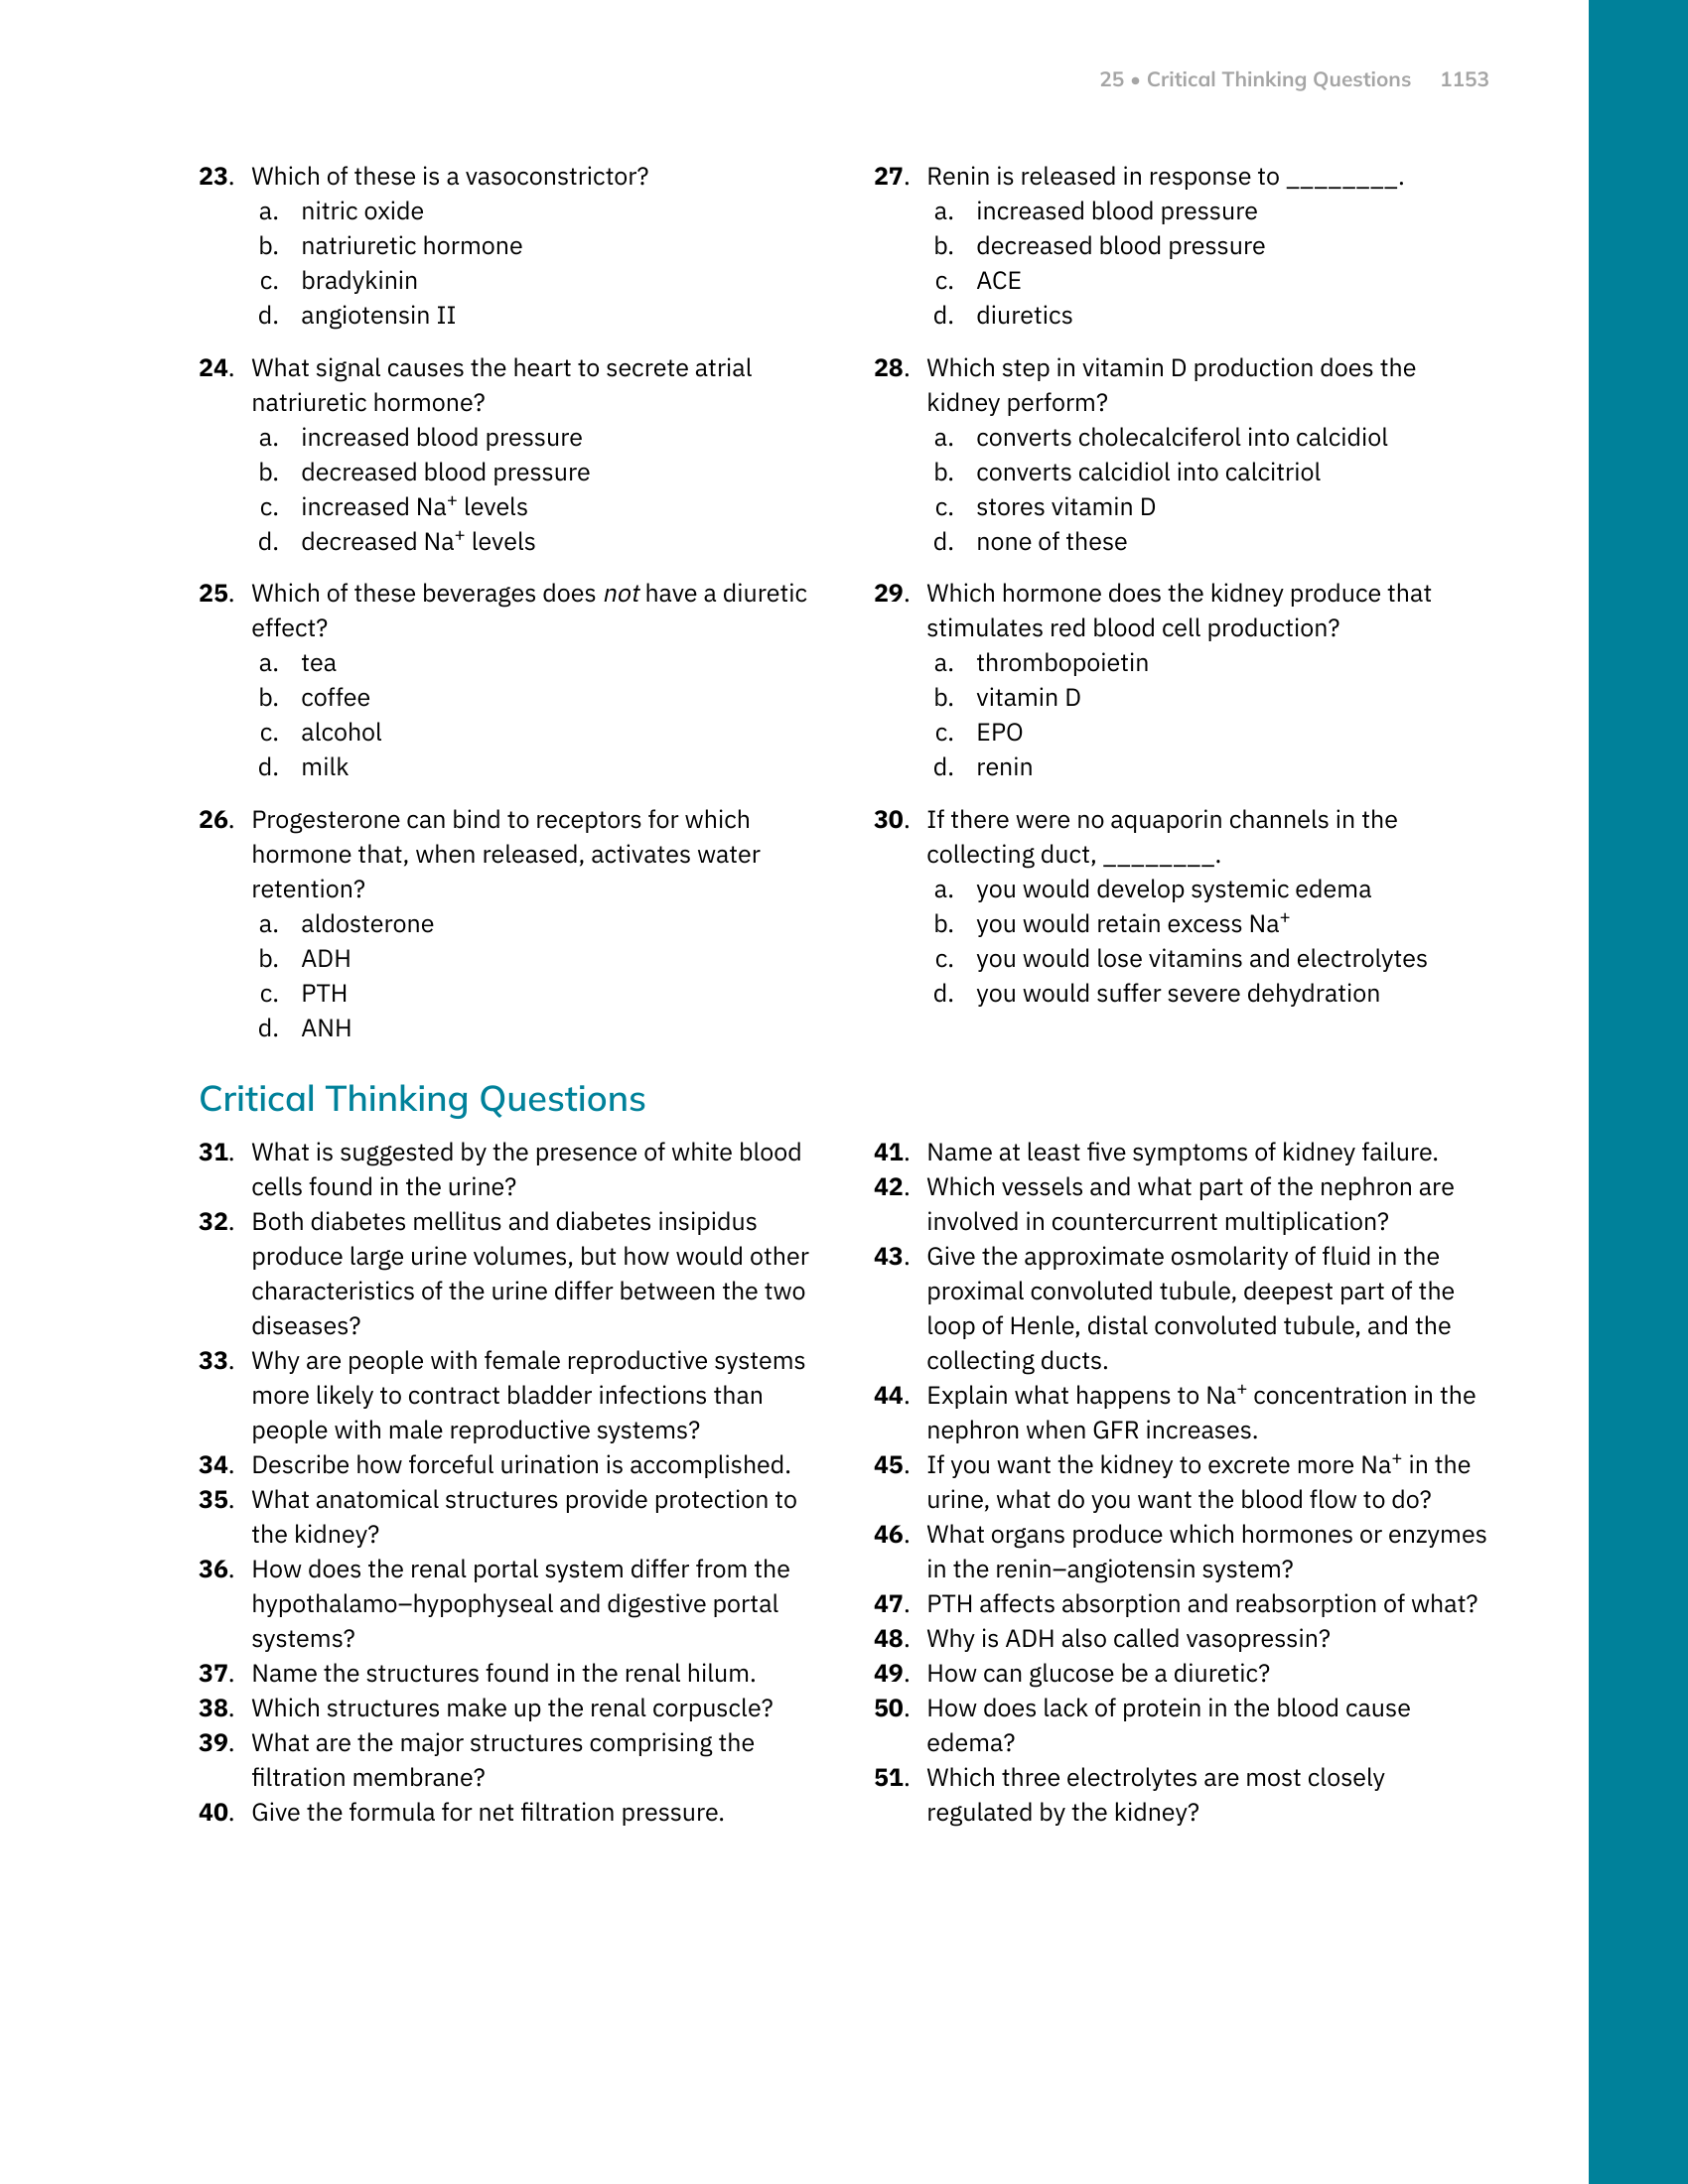 25 • Critical Thinking Questions 1153
23. Which of these is a vasoconstrictor?
a. nitric oxide
b. natriuretic hormone
c. bradykinin
d. angiotensin II
24. What signal causes the heart to secrete atrial
natriuretic hormone?
a. increased blood pressure
b. decreased blood pressure
c. increased Na⁺ levels
d. decreased Na⁺ levels
25. Which of these beverages does not have a diuretic
effect?
a. tea
b. coffee
c. alcohol
d. milk
26. Progesterone can bind to receptors for which
hormone that, when released, activates water
retention?
a. aldosterone
b. ADH
c. PTH
d. ANH
27. Renin is released in response to ________.
a. increased blood pressure
b. decreased blood pressure
c. ACE
d. diuretics
28. Which step in vitamin D production does the
kidney perform?
a. converts cholecalciferol into calcidiol
b. converts calcidiol into calcitriol
c. stores vitamin D
d. none of these
29. Which hormone does the kidney produce that
stimulates red blood cell production?
a. thrombopoietin
b. vitamin D
c. EPO
d. renin
30. If there were no aquaporin channels in the
collecting duct, ________.
a. you would develop systemic edema
b. you would retain excess Na⁺
c. you would lose vitamins and electrolytes
d. you would suffer severe dehydration
Critical Thinking Questions
31. What is suggested by the presence of white blood
cells found in the urine?
32. Both diabetes mellitus and diabetes insipidus
produce large urine volumes, but how would other
characteristics of the urine differ between the two
diseases?
33. Why are people with female reproductive systems
more likely to contract bladder infections than
people with male reproductive systems?
34. Describe how forceful urination is accomplished.
35. What anatomical structures provide protection to
the kidney?
36. How does the renal portal system differ from the
hypothalamo–hypophyseal and digestive portal
systems?
37. Name the structures found in the renal hilum.
38. Which structures make up the renal corpuscle?
39. What are the major structures comprising the
filtration membrane?
40. Give the formula for net filtration pressure.
41. Name at least five symptoms of kidney failure.
42. Which vessels and what part of the nephron are
involved in countercurrent multiplication?
43. Give the approximate osmolarity of fluid in the
proximal convoluted tubule, deepest part of the
loop of Henle, distal convoluted tubule, and the
collecting ducts.
44. Explain what happens to Na⁺ concentration in the
nephron when GFR increases.
45. If you want the kidney to excrete more Na⁺ in the
urine, what do you want the blood flow to do?
46. What organs produce which hormones or enzymes
in the renin–angiotensin system?
47. PTH affects absorption and reabsorption of what?
48. Why is ADH also called vasopressin?
49. How can glucose be a diuretic?
50. How does lack of protein in the blood cause
edema?
51. Which three electrolytes are most closely
regulated by the kidney?